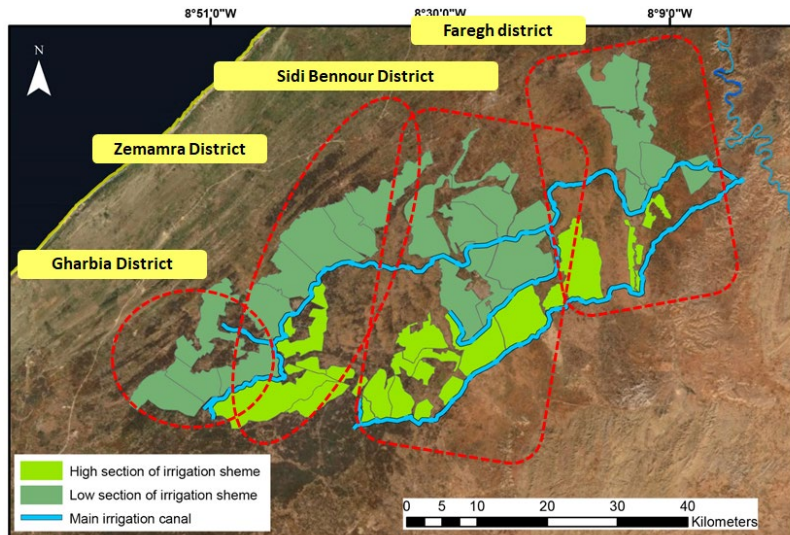 8°51'0"W
8°30'0"W
8°9'0"W
Faregh district
Sidi Bennour District
Zemamra District
Gharbia District
N
High section of irrigation sheme
Low section of irrigation sheme
Main irrigation canal
0 5 10 20 30 40
Kilometers